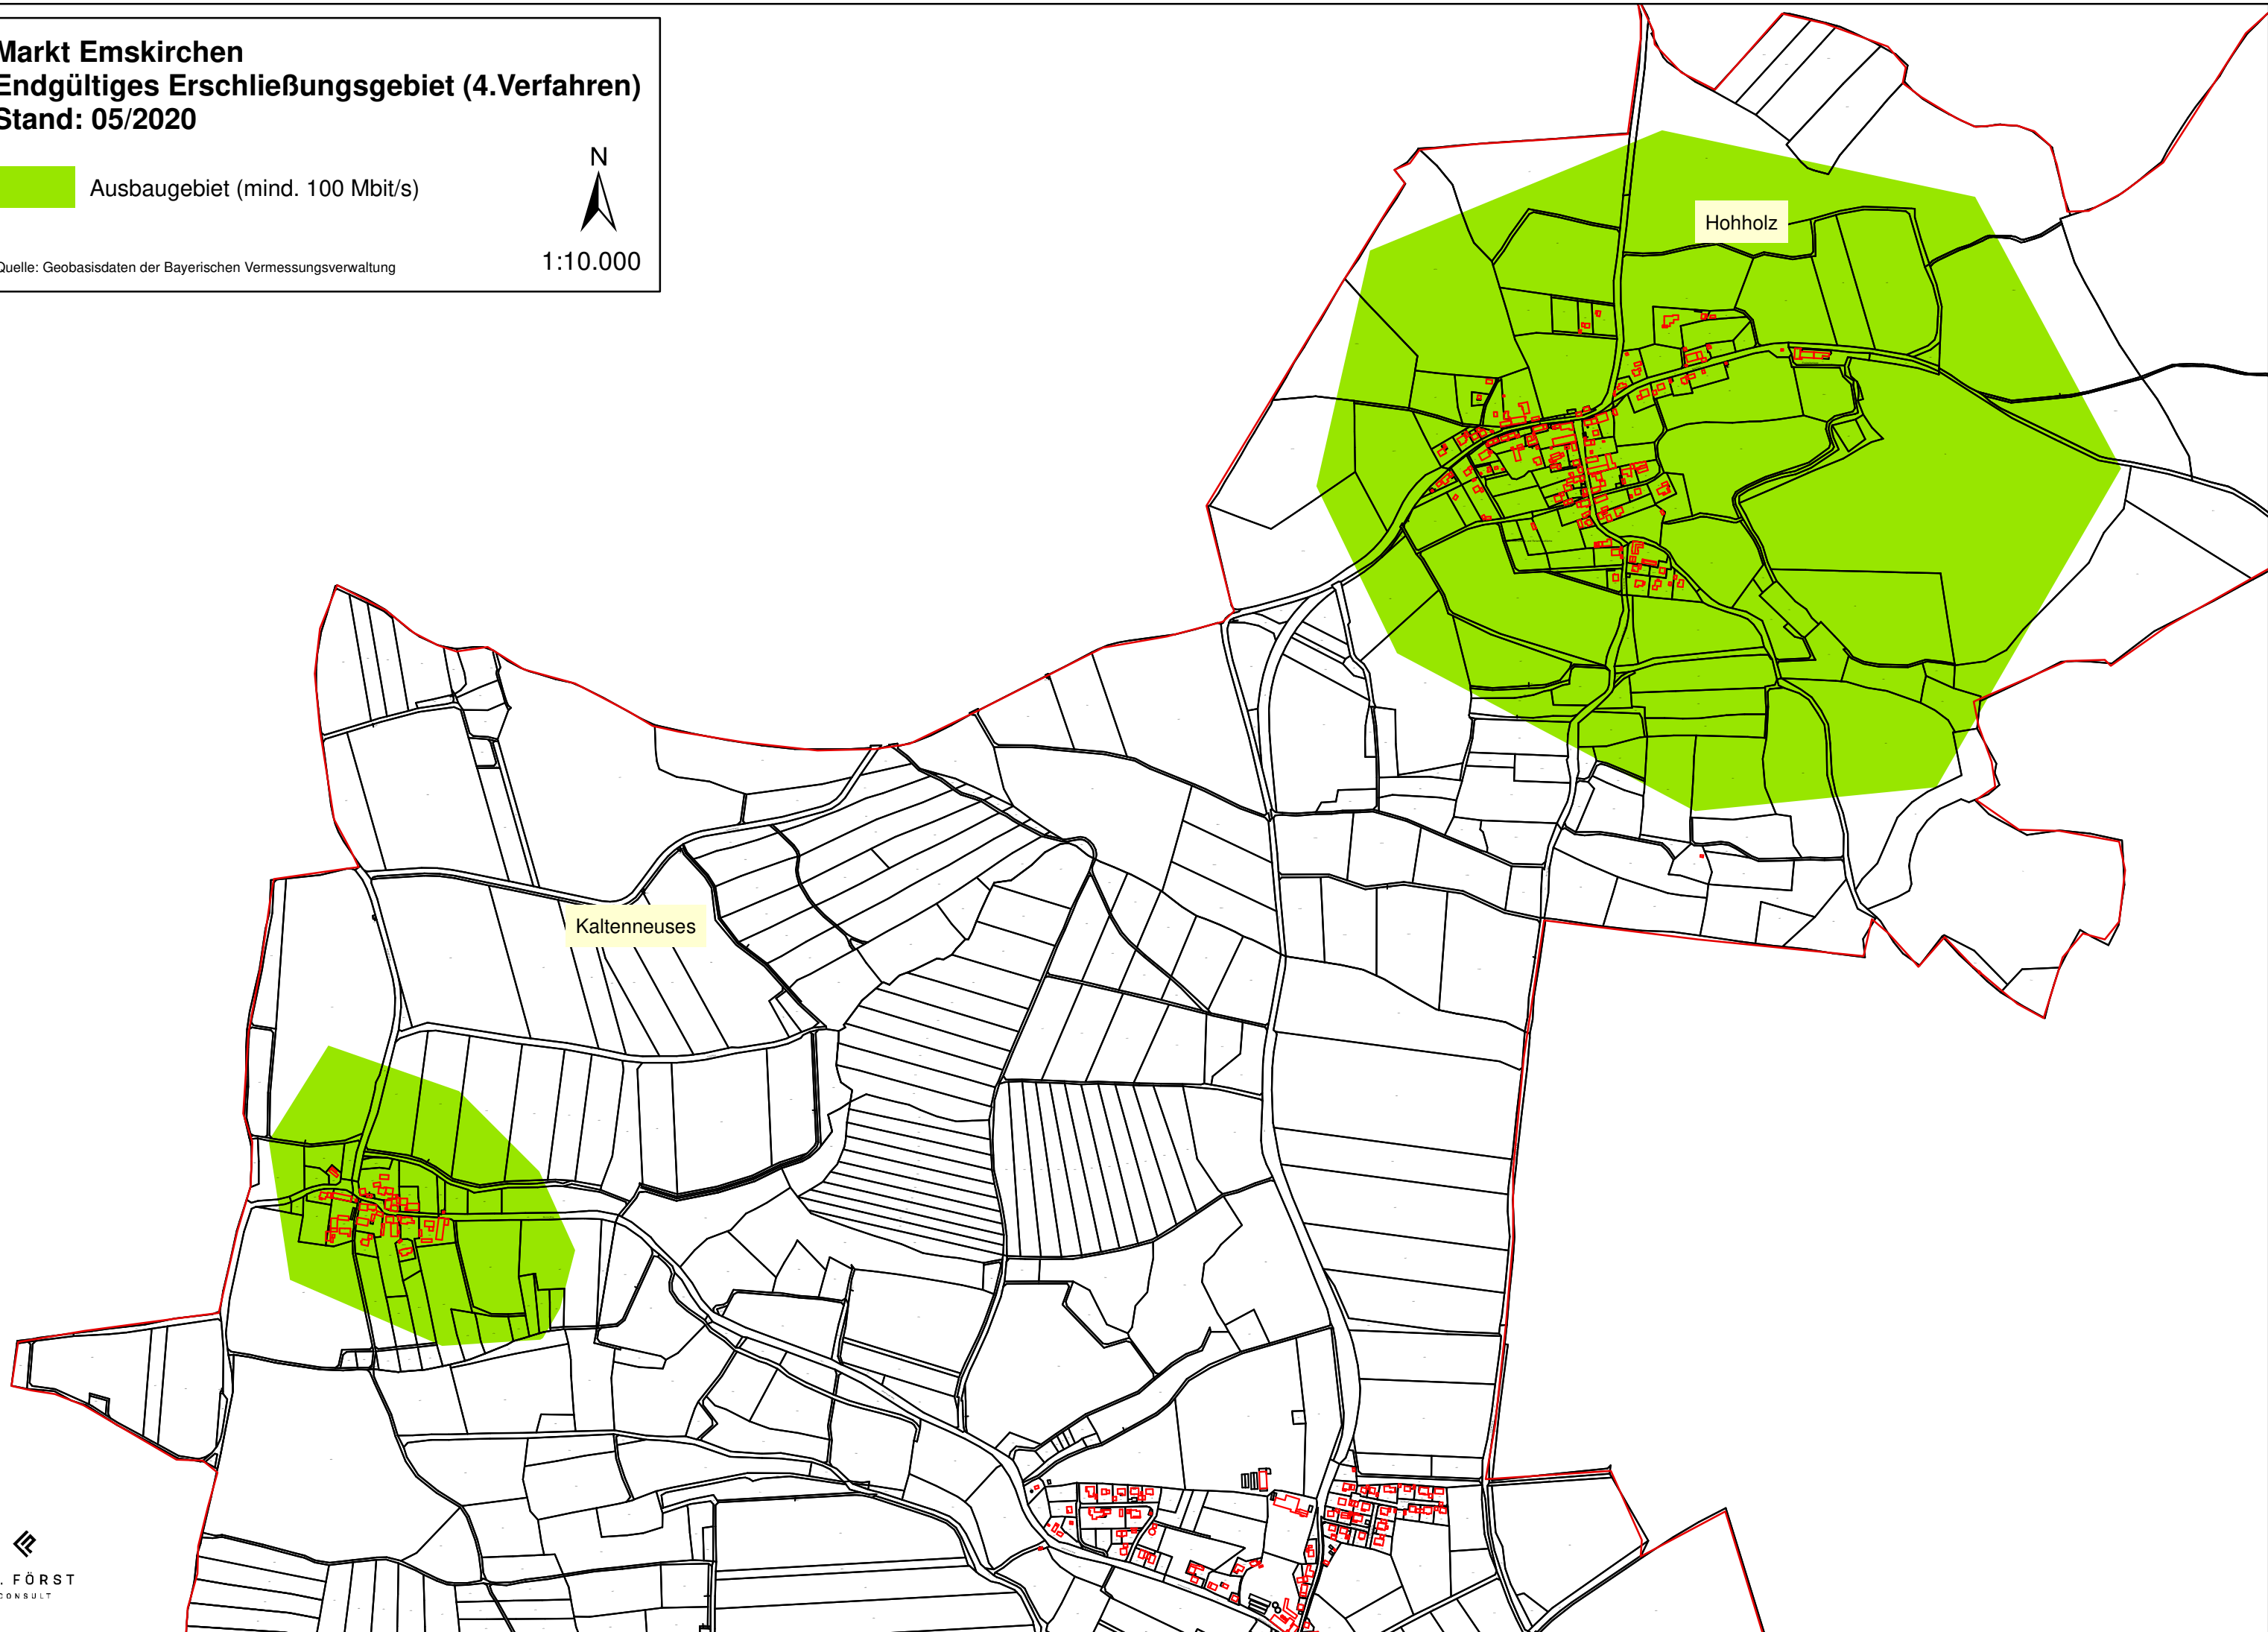 Markt Emskirchen
Endgültiges Erschließungsgebiet (4.Verfahren)
Stand: 05/2020
N
Ausbaugebiet (mind. 100 Mbit/s)
Quelle: Geobasisdaten der Bayerischen Vermessungsverwaltung
1:10.000
Hohholz
Kaltenneuses
. FÖRST
CONSULT